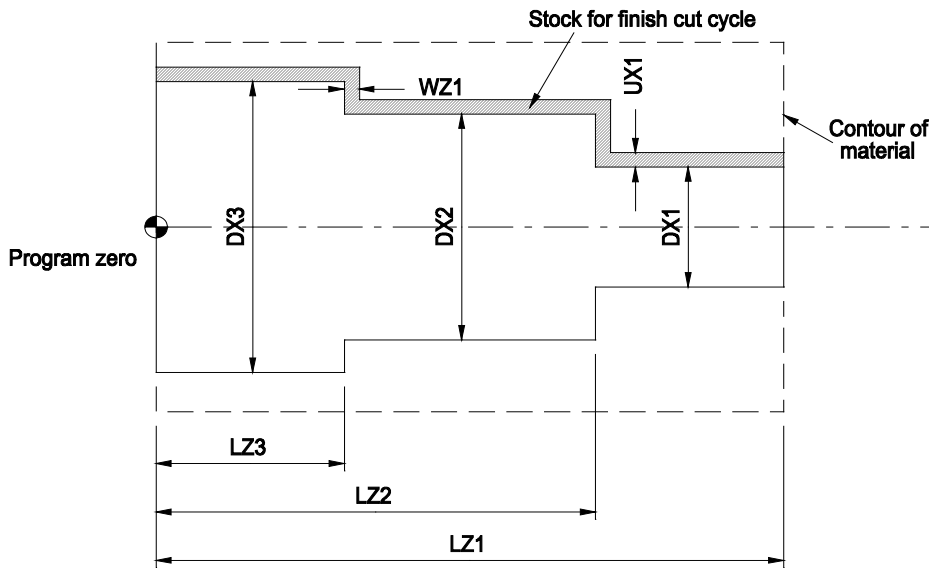 Stock for finish cut cycle
WZ1
UX1
Contour of
material
DX3
DX2
DX1
Program zero
LZ3
LZ2
LZ1